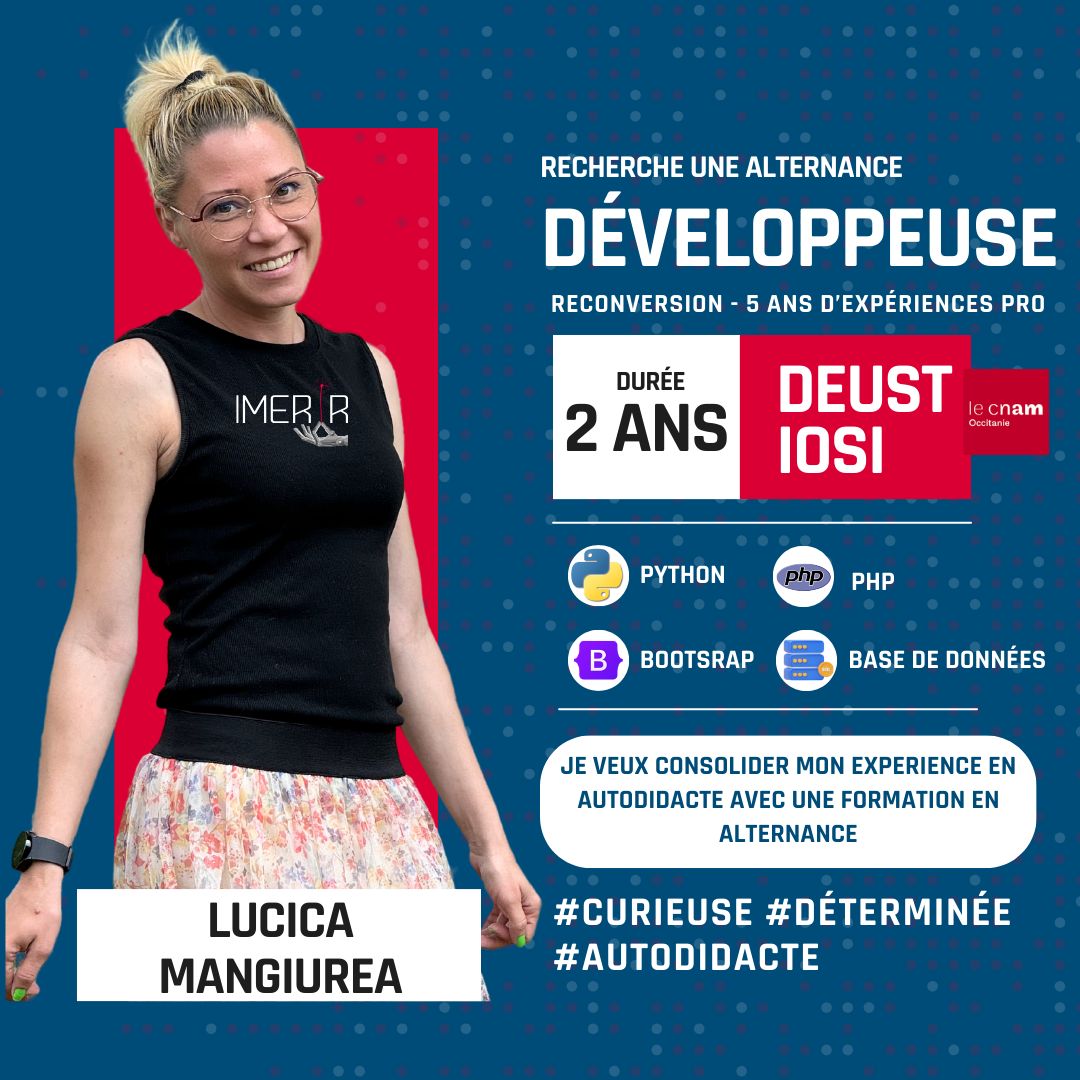 RECHERCHE UNE ALTERNANCE
DÉVELOPPEUSE
RECONVERSION - 5 ANS D'EXPÉRIENCES PRO
DURÉE
2 ANS
DEUST
IOSI
le cnam
Occitanie
IMERIR
PYTHON
php
PHP
B
BOOTSRAP
BASE DE DONNÉES
JE VEUX CONSOLIDER MON EXPERIENCE EN
AUTODIDACTE AVEC UNE FORMATION EN
ALTERNANCE
#CURIEUSE #DÉTERMINÉE
#AUTODIDACTE
LUCICA
MANGIUREA